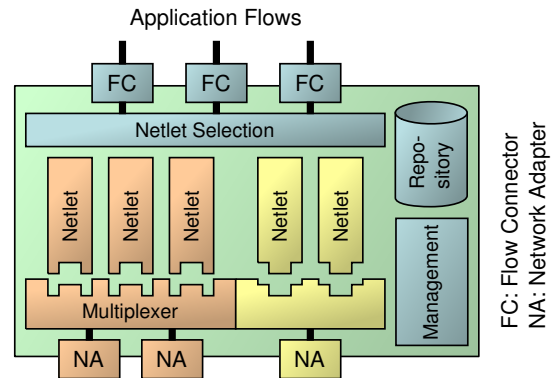 Application Flows
FC
FC
FC
Netlet Selection
Netlet
Netlet
Netlet
Netlet
Netlet
Repo-
sitory
Management
Multiplexer
NA
NA
NA
FC: Flow Connector
NA: Network Adapter